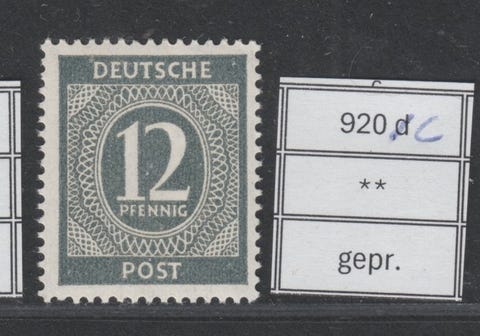 DEUTSCHE
12
PFENNIG
POST
920 d c
**
gepr.